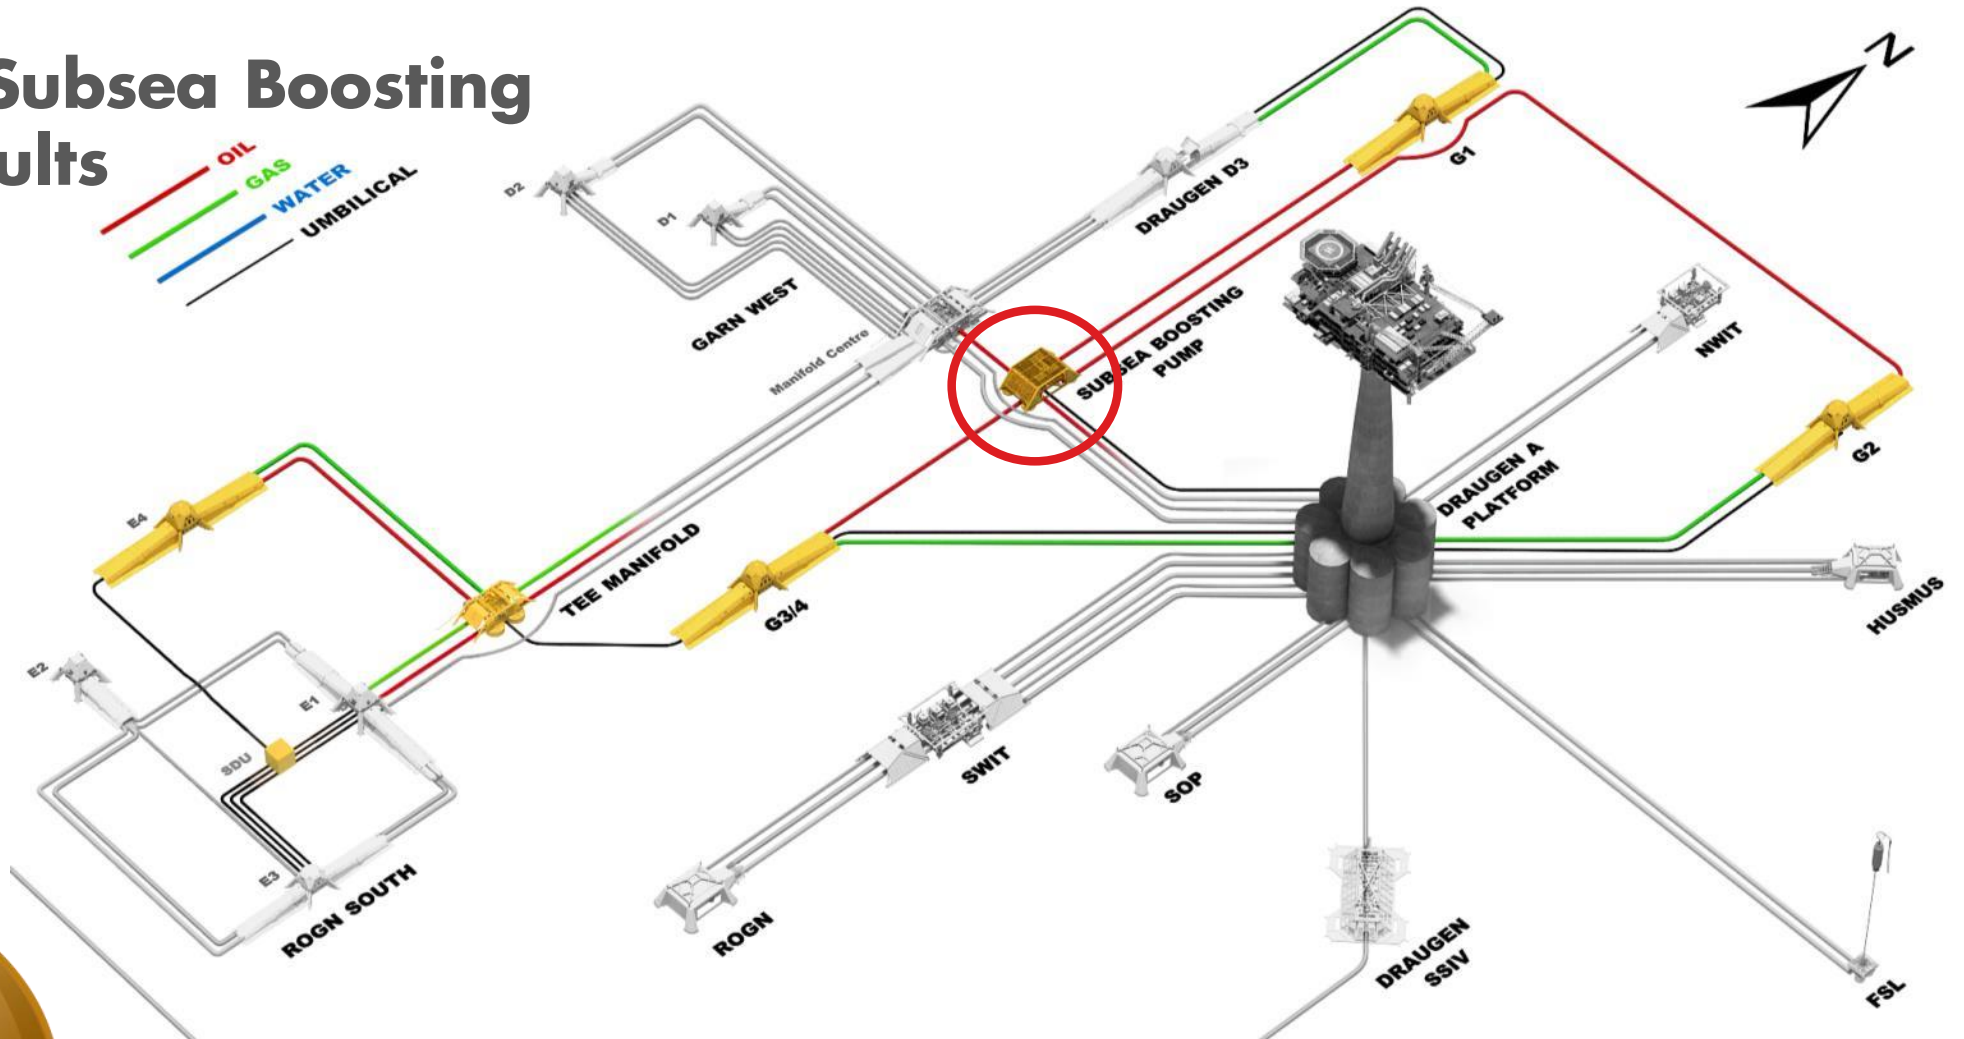 Subsea Boosting
ults
OIL
GAS
WATER
UMBILICAL
N
D2
D1
GARN WEST
Manifold Centre
DRAUGEN D3
G1
SUBSEA BOOSTING
PUMP
NWIT
DRAUGEN A
PLATFORM
G2
HUSMUS
E4
TEE MANIFOLD
G3/4
E2
E1
SDU
E3
ROGN SOUTH
SWIT
SOP
ROGN
DRAUGEN
SSIV
FSL